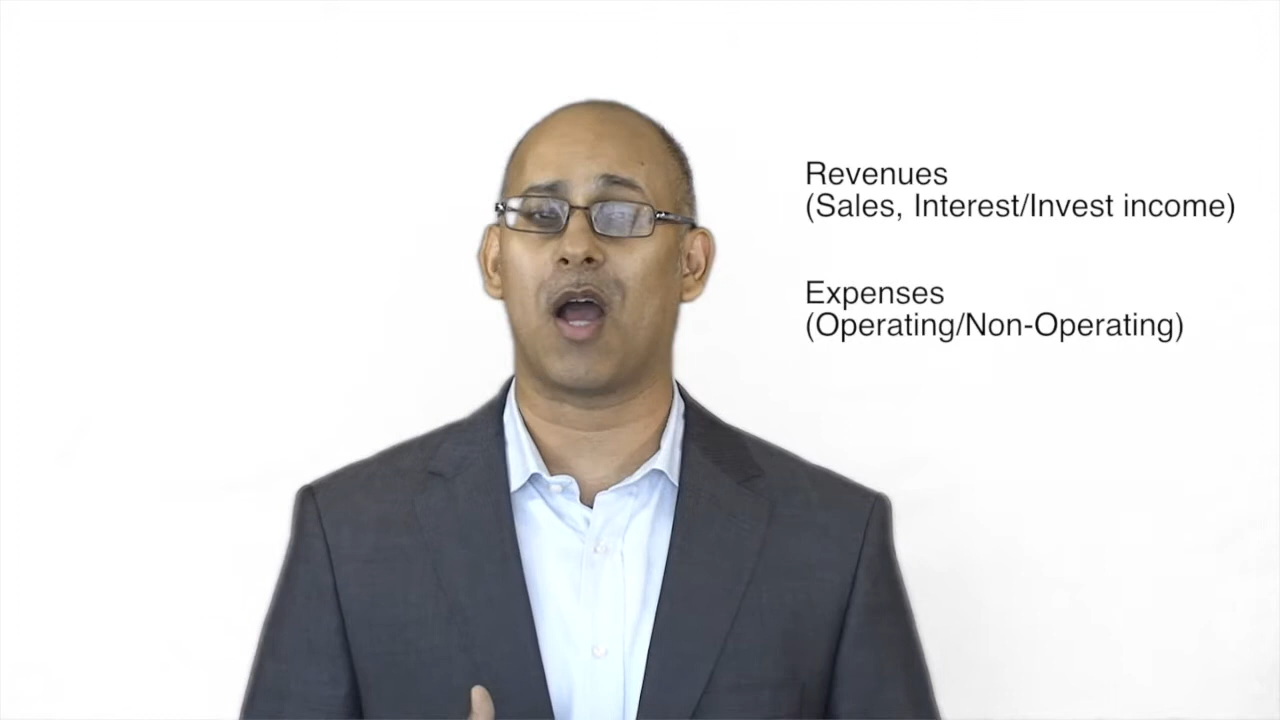 Revenues
(Sales, Interest/Invest income)
Expenses
(Operating/Non-Operating)